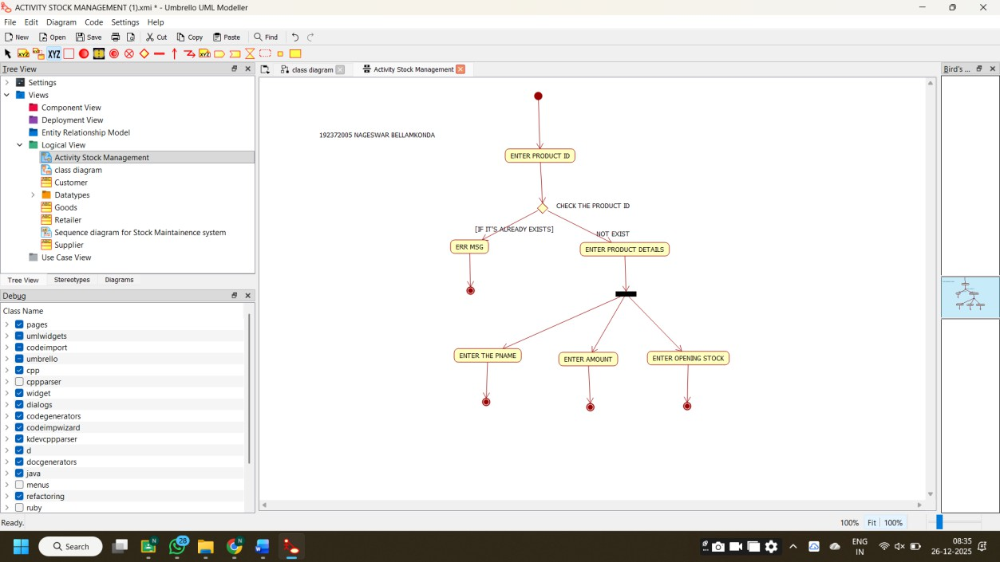 ACTIVITY STOCK MANAGEMENT (1).xmi * - Umbrello UML Modeller
File Edit Diagram Code Settings Help
New Open Save Cut Copy Paste Find
XYZ XYZ XYZ
Tree View
class diagram Activity Stock Management
Bird's ...
Settings
Views
Component View
Deployment View
Entity Relationship Model
Logical View
Activity Stock Management
class diagram
Customer
Datatypes
Goods
Retailer
Sequence diagram for Stock Maintainence system
Supplier
Use Case View
Tree View Stereotypes Diagrams
Debug
Class Name
pages
umlwidgets
codeimport
umbrello
cpp
cppparser
widget
dialogs
codegenerators
codeimpwizard
kdevcppparser
d
docgenerators
java
menus
refactoring
ruby
192372005 NAGESWAR BELLAMKONDA
ENTER PRODUCT ID
CHECK THE PRODUCT ID
[IF IT'S ALREADY EXISTS]
NOT EXIST
ERR MSG
ENTER PRODUCT DETAILS
ENTER THE PNAME
ENTER AMOUNT
ENTER OPENING STOCK
Ready.
100% Fit 100%
Search
28
ENG
IN
08:35
26-12-2025